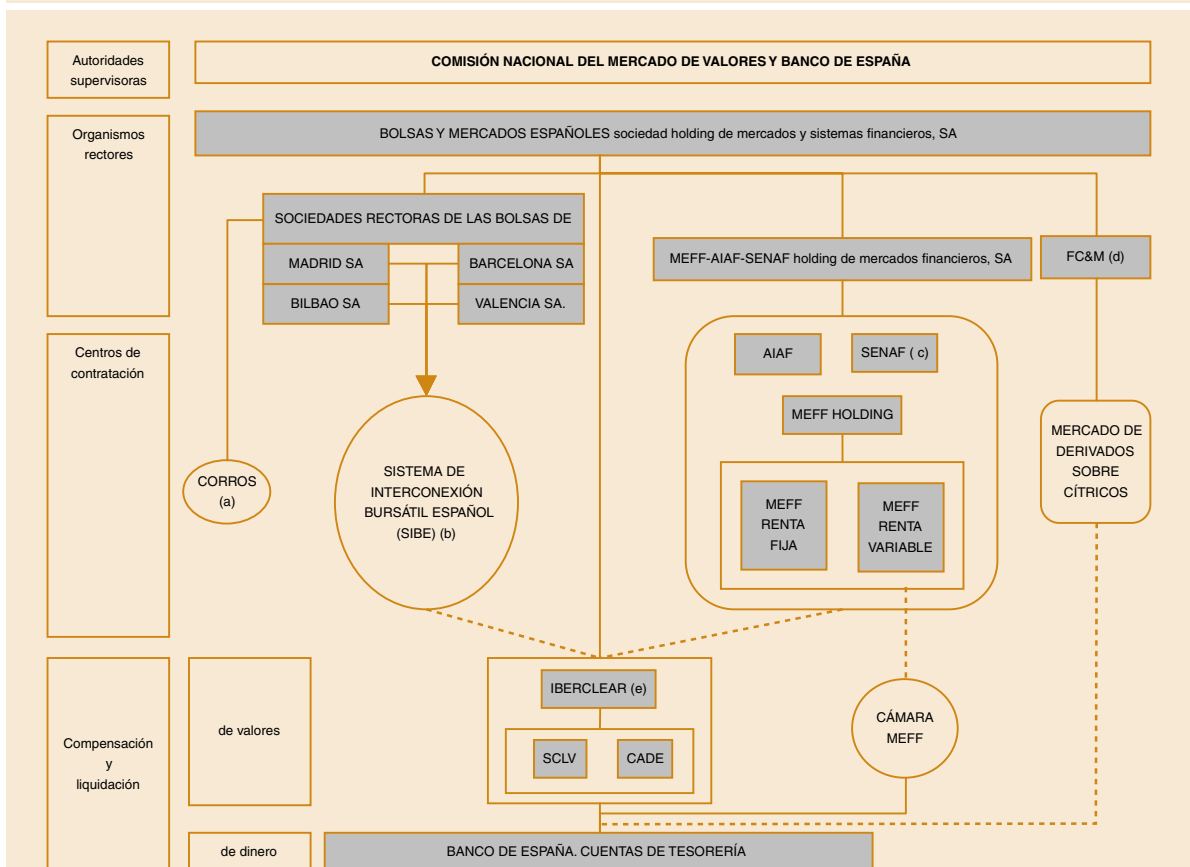 Autoridades
supervisoras
COMISIÓN NACIONAL DEL MERCADO DE VALORES Y BANCO DE ESPAÑA
Organismos
rectores
BOLSAS Y MERCADOS ESPAÑOLES sociedad holding de mercados y sistemas financieros, SA
SOCIEDADES RECTORAS DE LAS BOLSAS DE
MADRID SA
BARCELONA SA
BILBAO SA
VALENCIA SA.
MEFF-AIAF-SENAF holding de mercados financieros, SA
FC&M (d)
Centros de
contratación
CORROS
(a)
SISTEMA DE
INTERCONEXIÓN
BURSÁTIL ESPAÑOL
(SIBE) (b)
AIAF
SENAF ( c)
MEFF HOLDING
MEFF
RENTA
FIJA
MEFF
RENTA
VARIABLE
MERCADO DE
DERIVADOS
SOBRE
CÍTRICOS
Compensación
y
liquidación
de valores
IBERCLEAR (e)
SCLV
CADE
CÁMARA
MEFF
de dinero
BANCO DE ESPAÑA. CUENTAS DE TESORERÍA